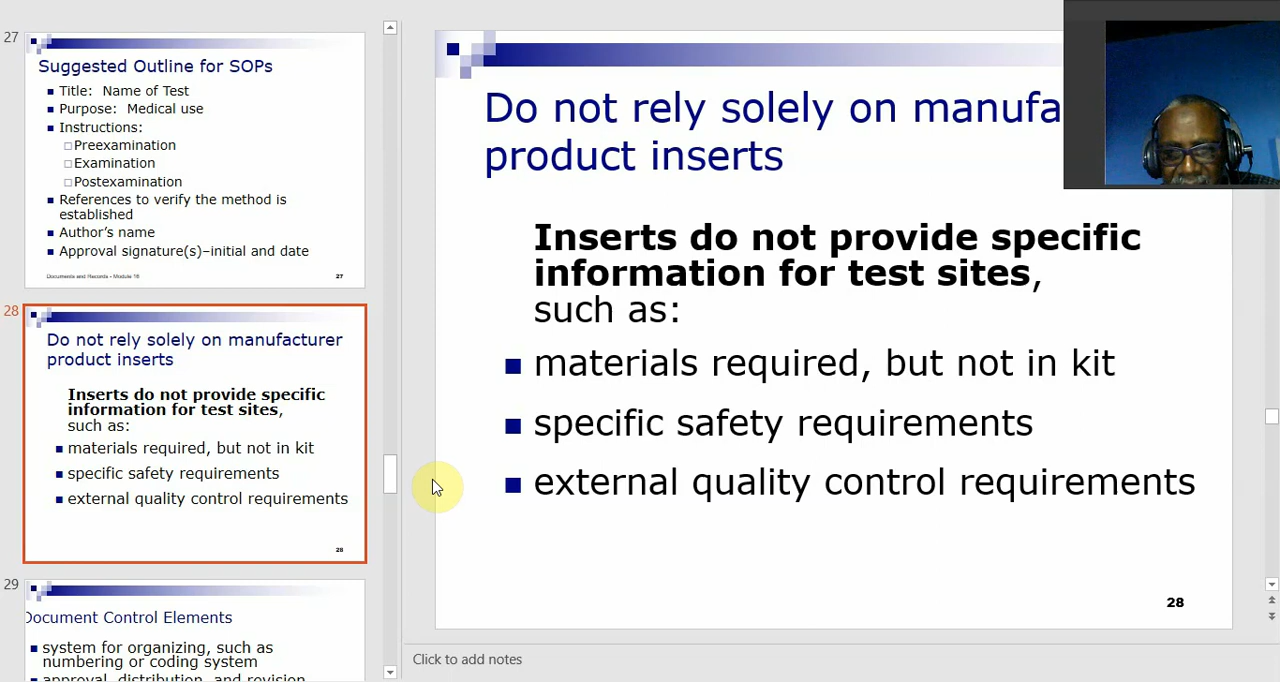 27
Suggested Outline for SOPs
Title: Name of Test
Purpose: Medical use
Instructions:
Preexamination
Examination
Postexamination
References to verify the method is
established
Author's name
Approval signature(s)–initial and date
Documents and Records - Module 16
27
28
Do not rely solely on manufacturer
product inserts
Inserts do not provide specific
information for test sites,
such as:
materials required, but not in kit
specific safety requirements
external quality control requirements
28
29
Document Control Elements
system for organizing, such as
numbering or coding system
approval, distribution, and revision
Do not rely solely on manufa
product inserts
Inserts do not provide specific
information for test sites,
such as:
materials required, but not in kit
specific safety requirements
external quality control requirements
28
Click to add notes